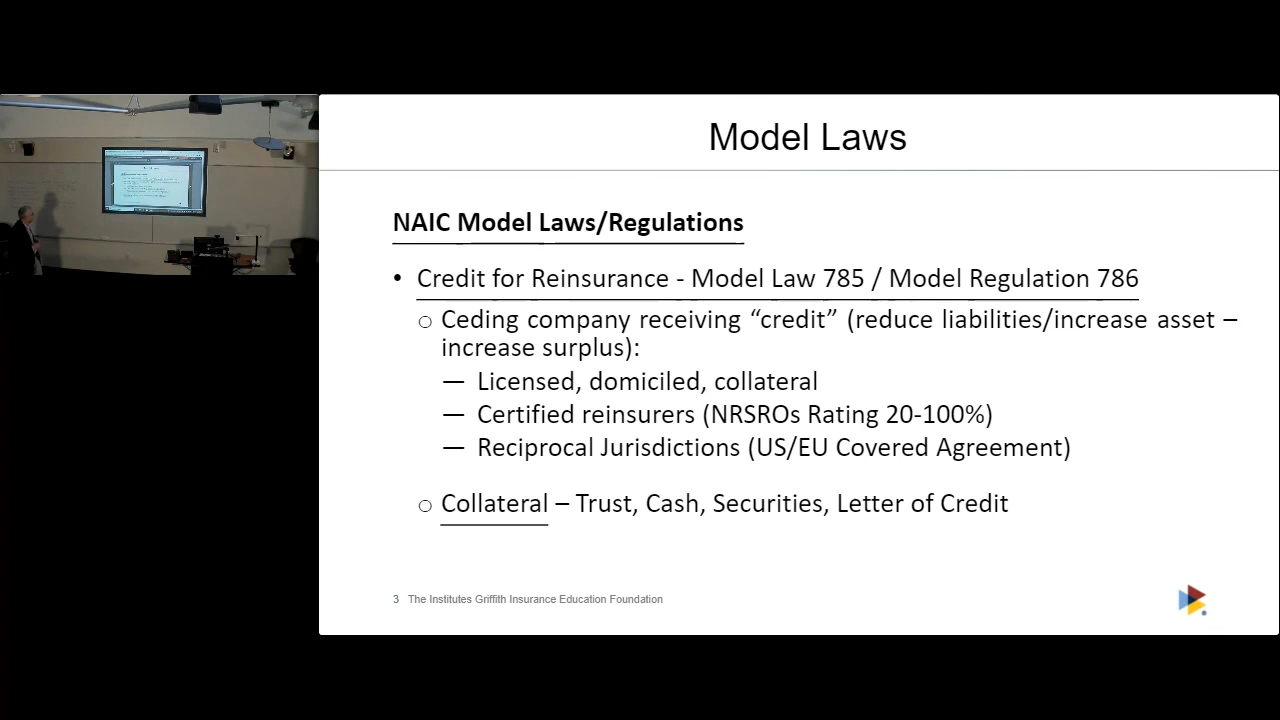 Model Laws
NAIC Model Laws/Regulations
• Credit for Reinsurance - Model Law 785 / Model Regulation 786
○ Ceding company receiving “credit” (reduce liabilities/increase asset –
increase surplus):
— Licensed, domiciled, collateral
— Certified reinsurers (NRSROs Rating 20-100%)
— Reciprocal Jurisdictions (US/EU Covered Agreement)
○ Collateral – Trust, Cash, Securities, Letter of Credit
3 The Institutes Griffith Insurance Education Foundation